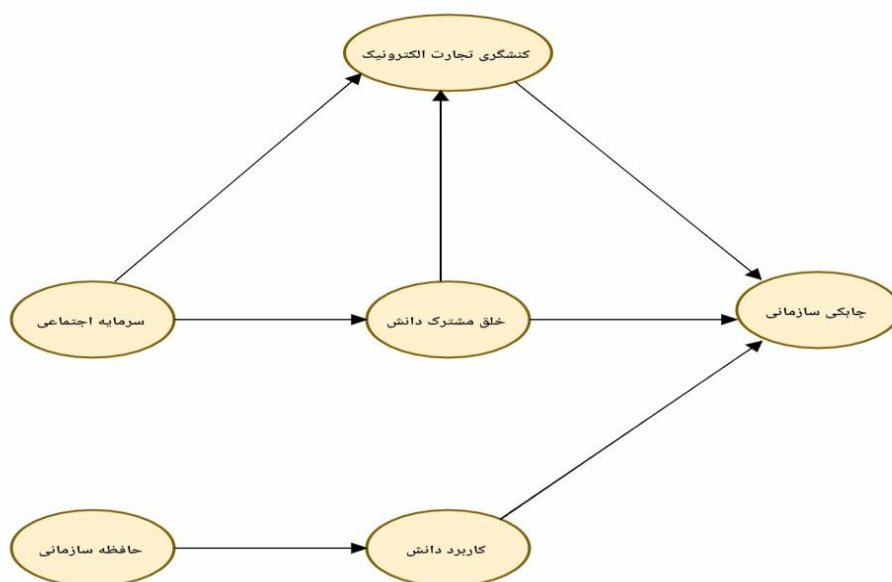 کنشگری تجارت الکترونیک
چابکی سازمانی
خلق مشترک دانش
سرمایه اجتماعی
کاربرد دانش
حافظه سازمانی